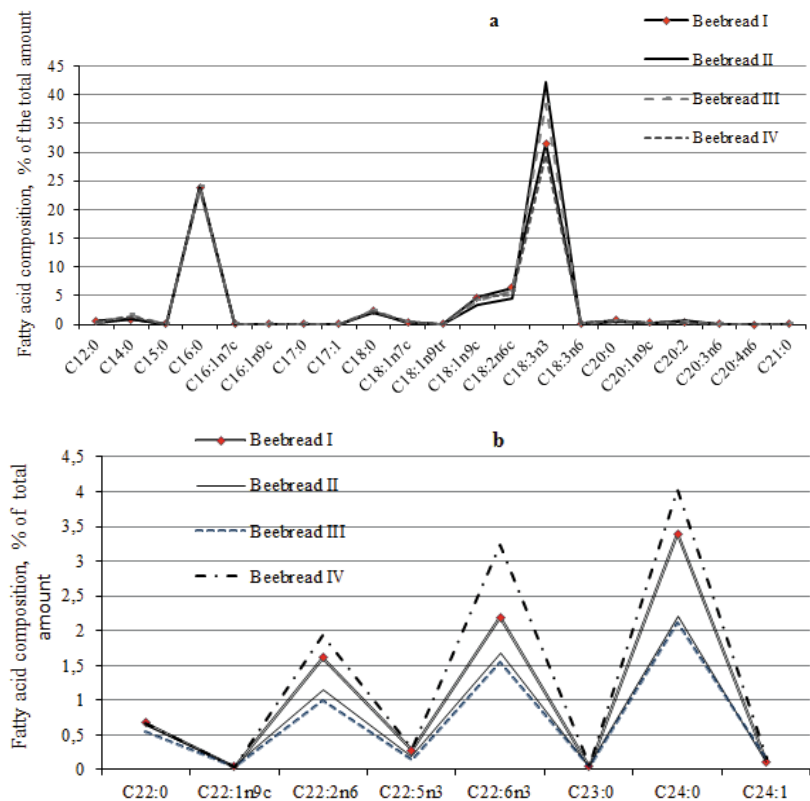 a
Beebread I
Beebread II
Beebread III
Beebread IV
Fatty acid composition, % of the total amount
50
45
40
35
30
25
20
15
10
5
0
C12:0
C14:0
C15:0
C16:0
C16:1n7c
C16:1n9c
C17:0
C17:1
C18:0
C18:1n7c
C18:1n9tr
C18:1n9c
C18:2n6c
C18:3n3
C18:3n6
C20:0
C20:1n9c
C20:2
C20:3n6
C20:4n6
C21:0
b
Beebread I
Beebread II
Beebread III
Beebread IV
Fatty acid composition, % of total
amount
4,5
4
3,5
3
2,5
2
1,5
1
0,5
0
C22:0
C22:1n9c
C22:2n6
C22:5n3
C22:6n3
C23:0
C24:0
C24:1